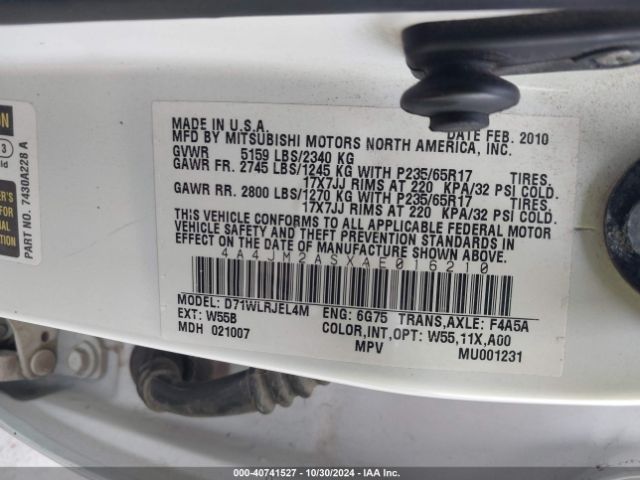 MADE IN U.S.A. DATE FEB. 2010
MFD BY MITSUBISHI MOTORS NORTH AMERICA, INC.
GVWR 5159 LBS/2340 KG
GAWR FR. 2745 LBS/1245 KG WITH P235/65R17 TIRES,
17X7JJ RIMS AT 220 KPA/32 PSI COLD.
GAWR RR. 2800 LBS/1270 KG WITH P235/65R17 TIRES,
17X7JJ RIMS AT 220 KPA/32 PSI COLD.
THIS VEHICLE CONFORMS TO ALL APPLICABLE FEDERAL MOTOR
VEHICLE SAFETY AND THEFT PREVENTION STANDARDS IN
EFFECT ON THE DATE OF MANUFACTURE SHOWN ABOVE.
4A4JM2ASXAE016210
MODEL: D71WLRJEL4M ENG: 6G75 TRANS,AXLE: F4A5A
EXT: W55B COLOR,INT,OPT: W55,11X,A00
MDH 021007 MPV MU001231
PART NO. 7430A228 A
000-40741527 - 10/30/2024 - IAA Inc.